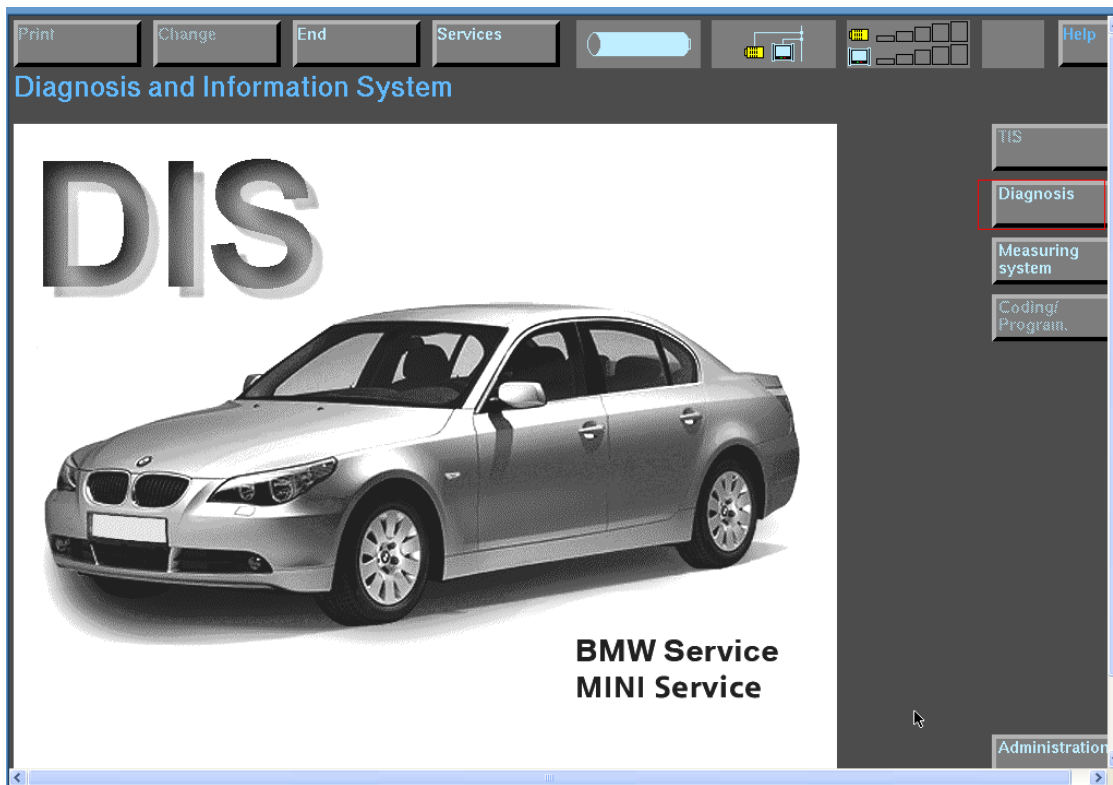 Print
Change
End
Services
Help
Diagnosis and Information System
DIS
TIS
Diagnosis
Measuring
system
Coding/
Program.
BMW Service
MINI Service
Administration